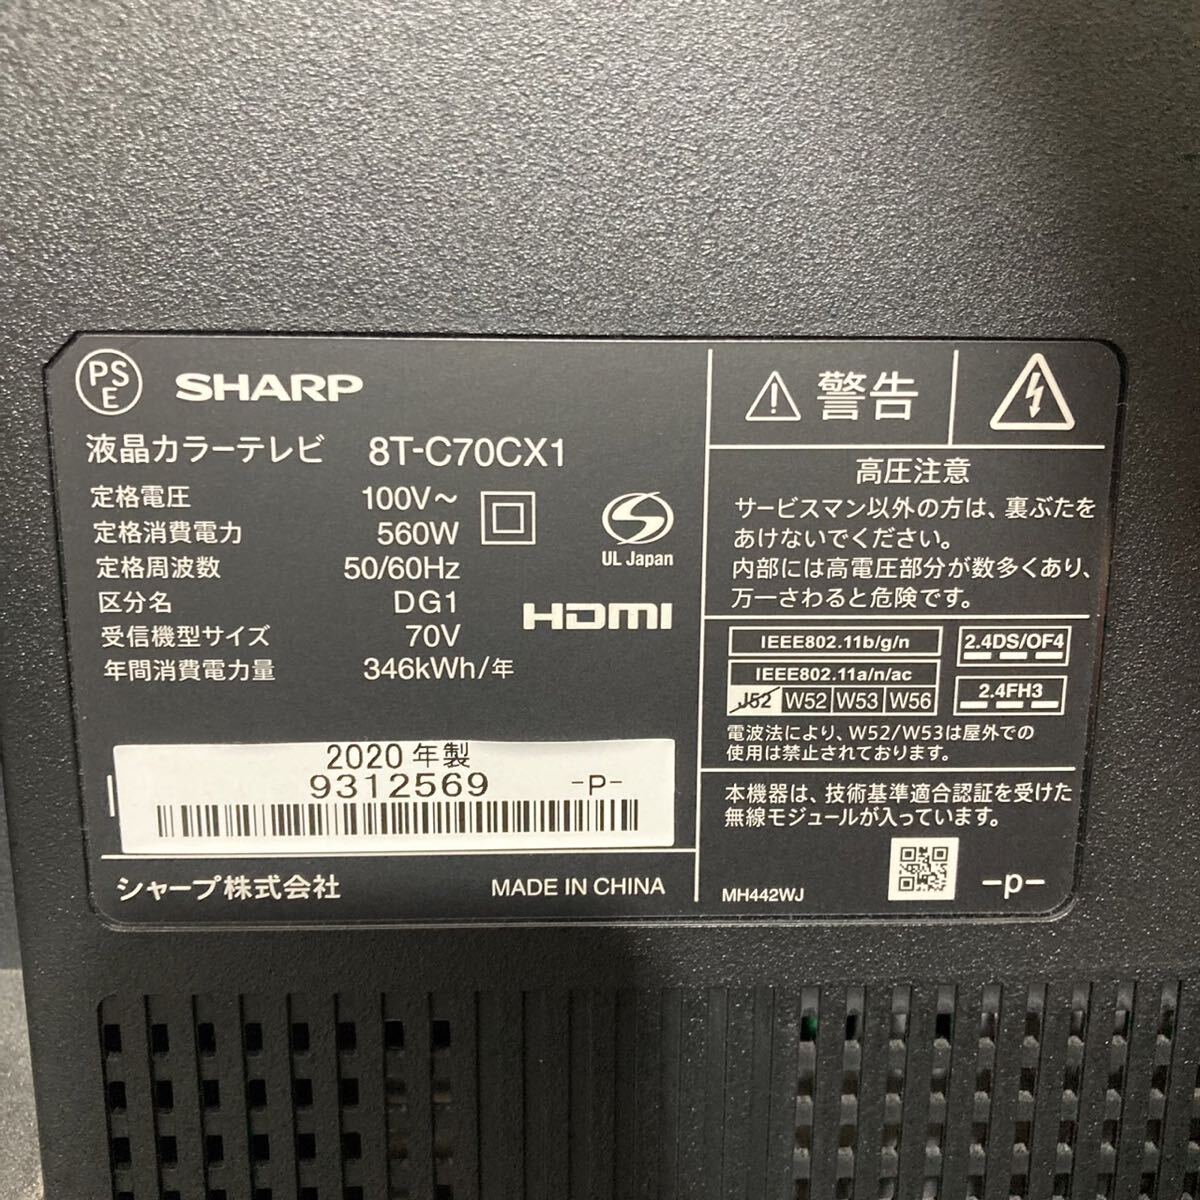 PSE SHARP
液晶カラーテレビ 8T-C70CX1
定格電圧 100V～
定格消費電力 560W
定格周波数 50/60Hz
区分名 DG1
受信機型サイズ 70V
年間消費電力量 346kWh/年
UL Japan
HDMI
2020年製
9312569 -P-
シャープ株式会社 MADE IN CHINA
警告
高圧注意
サービスマン以外の方は、裏ぶたを
あけないでください。
内部には高電圧部分が数多くあり、
万一さわると危険です。
IEEE802.11b/g/n 2.4DS/OF4
IEEE802.11a/n/ac
J52 W52 W53 W56 2.4FH3
電波法により、W52/W53は屋外での
使用は禁止されております。
本機器は、技術基準適合認証を受けた
無線モジュールが入っています。
MH442WJ -p-